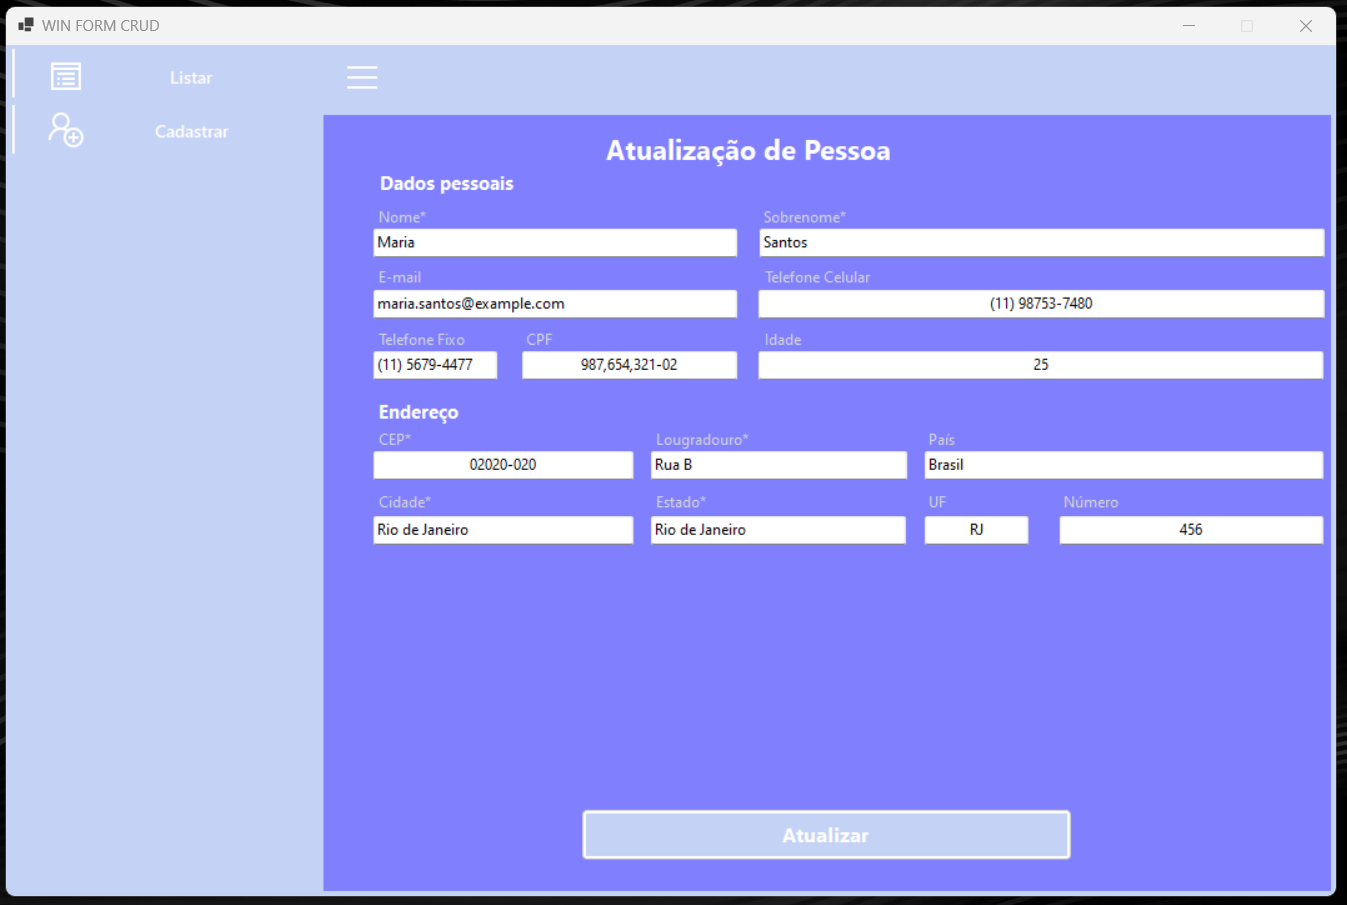 WIN FORM CRUD
Listar
Cadastrar
Atualização de Pessoa
Dados pessoais
Nome* Sobrenome*
Maria Santos
E-mail Telefone Celular
maria.santos@example.com (11) 98753-7480
Telefone Fixo CPF Idade
(11) 5679-4477 987,654,321-02 25
Endereço
CEP* Lougradouro* País
02020-020 Rua B Brasil
Cidade* Estado* UF Número
Rio de Janeiro Rio de Janeiro RJ 456
Atualizar